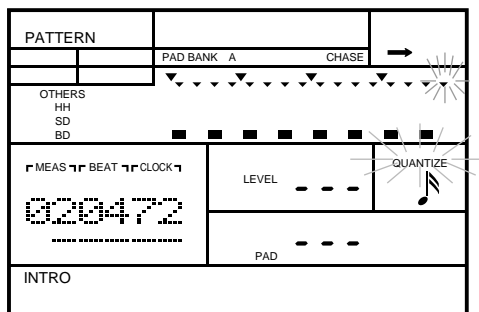 PATTERN
PAD BANK A CHASE
OTHERS
HH
SD
BD
MEAS BEAT CLOCK
LEVEL - - -
QUANTIZE
020472
PAD - - -
INTRO